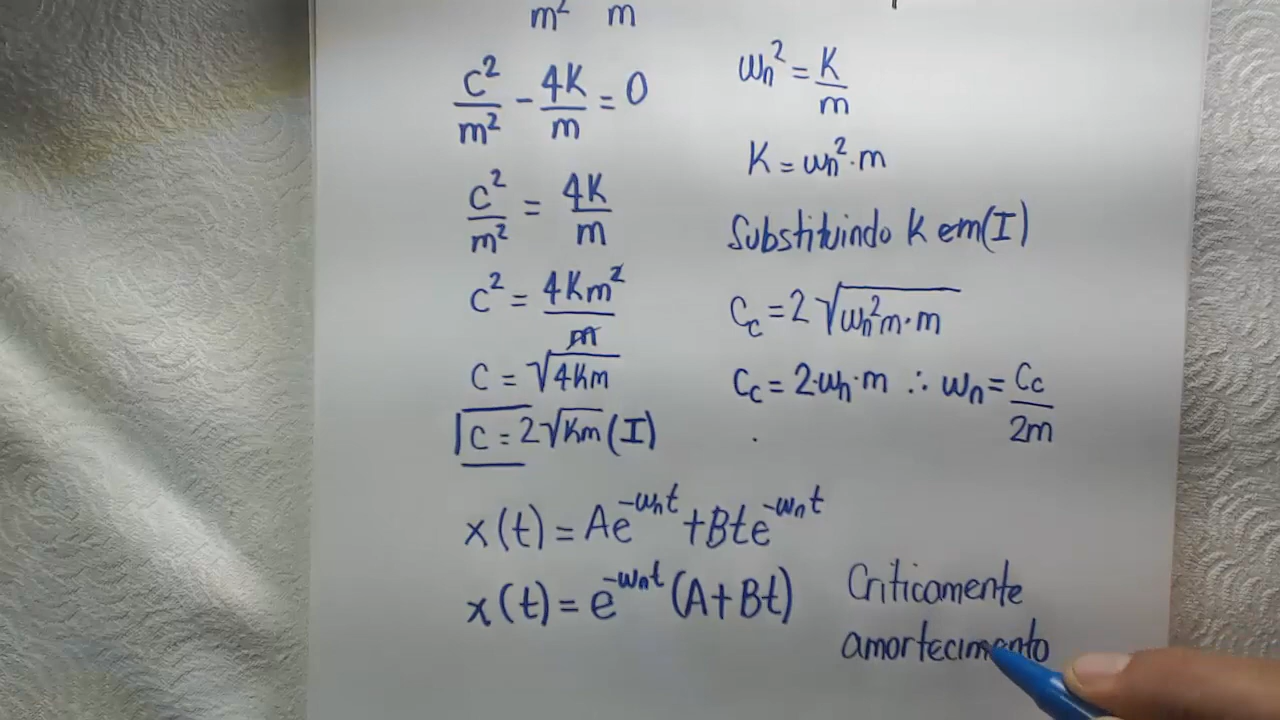 m² m
c²/m² - 4K/m = 0
c²/m² = 4K/m
c² = 4Km²/m
c = √4Km
c = 2√Km (I)
ωn² = K/m
K = ωn²·m
Substituindo K em (I)
Cc = 2√ωn²m·m
Cc = 2·ωn·m ∴ ωn = Cc/2m
x(t) = Ae^-ωnt + Bte^-ωnt
x(t) = e^-ωnt (A+Bt)
Criticamente
amortecimento